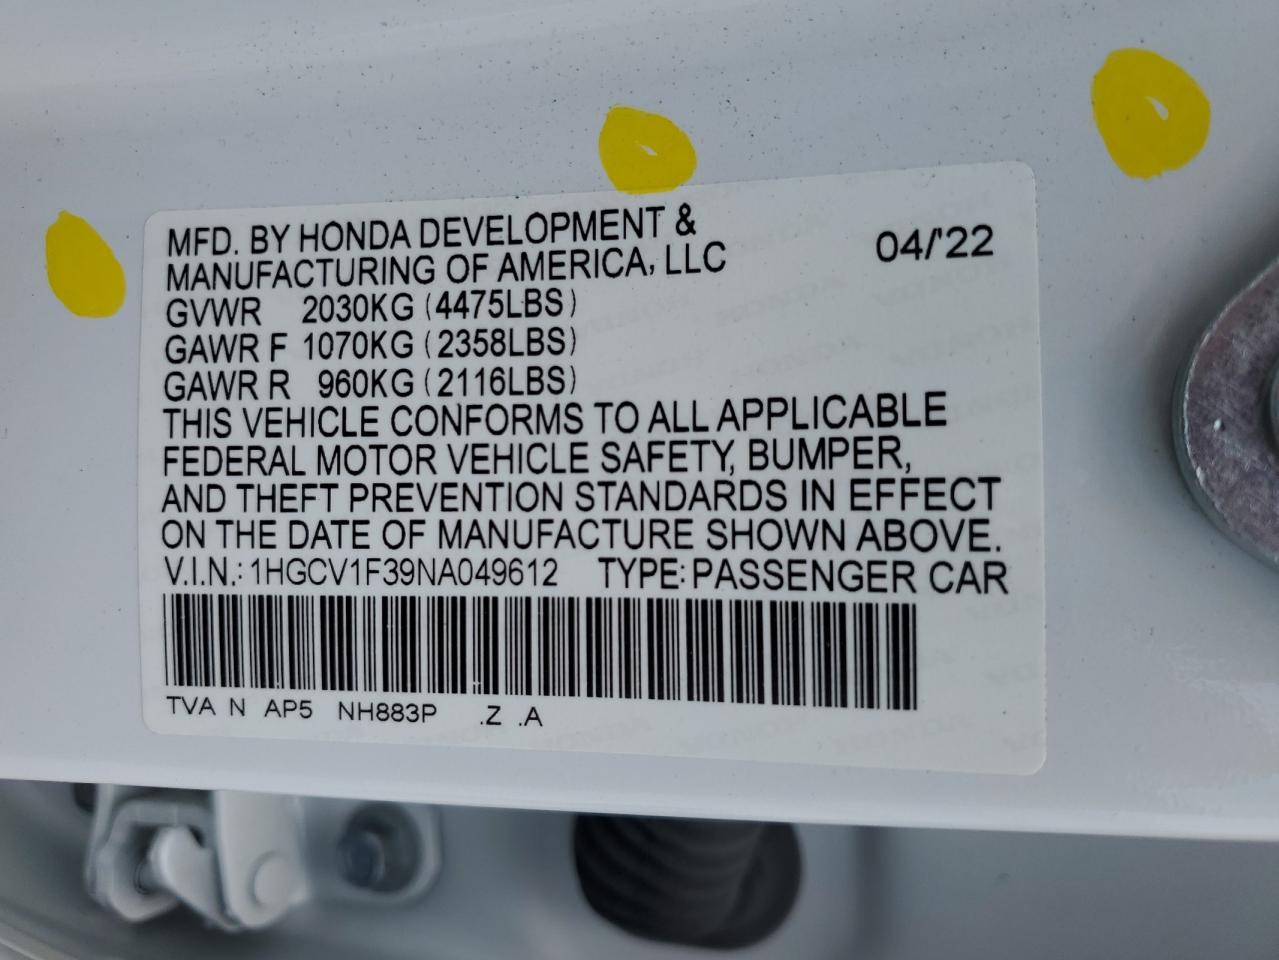 MFD. BY HONDA DEVELOPMENT &
MANUFACTURING OF AMERICA, LLC
04/'22
GVWR 2030KG (4475LBS)
GAWR F 1070KG (2358LBS)
GAWR R 960KG (2116LBS)
THIS VEHICLE CONFORMS TO ALL APPLICABLE
FEDERAL MOTOR VEHICLE SAFETY, BUMPER,
AND THEFT PREVENTION STANDARDS IN EFFECT
ON THE DATE OF MANUFACTURE SHOWN ABOVE.
V.I.N.: 1HGCV1F39NA049612 TYPE: PASSENGER CAR
TVA N AP5 NH883P .Z .A